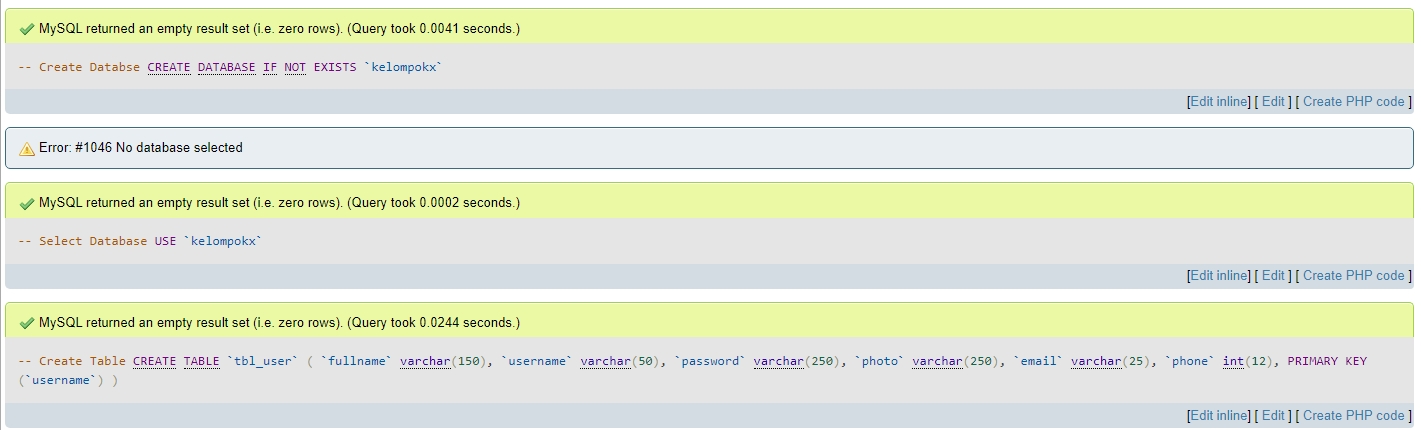 MySQL returned an empty result set (i.e. zero rows). (Query took 0.0041 seconds.)
-- Create Databse CREATE DATABASE IF NOT EXISTS `kelompokx`
[Edit inline] [ Edit ] [ Create PHP code ]
Error: #1046 No database selected
MySQL returned an empty result set (i.e. zero rows). (Query took 0.0002 seconds.)
-- Select Database USE `kelompokx`
[Edit inline] [ Edit ] [ Create PHP code ]
MySQL returned an empty result set (i.e. zero rows). (Query took 0.0244 seconds.)
-- Create Table CREATE TABLE `tbl_user` ( `fullname` varchar(150), `username` varchar(50), `password` varchar(250), `photo` varchar(250), `email` varchar(25), `phone` int(12), PRIMARY KEY
(`username`) )
[Edit inline] [ Edit ] [ Create PHP code ]